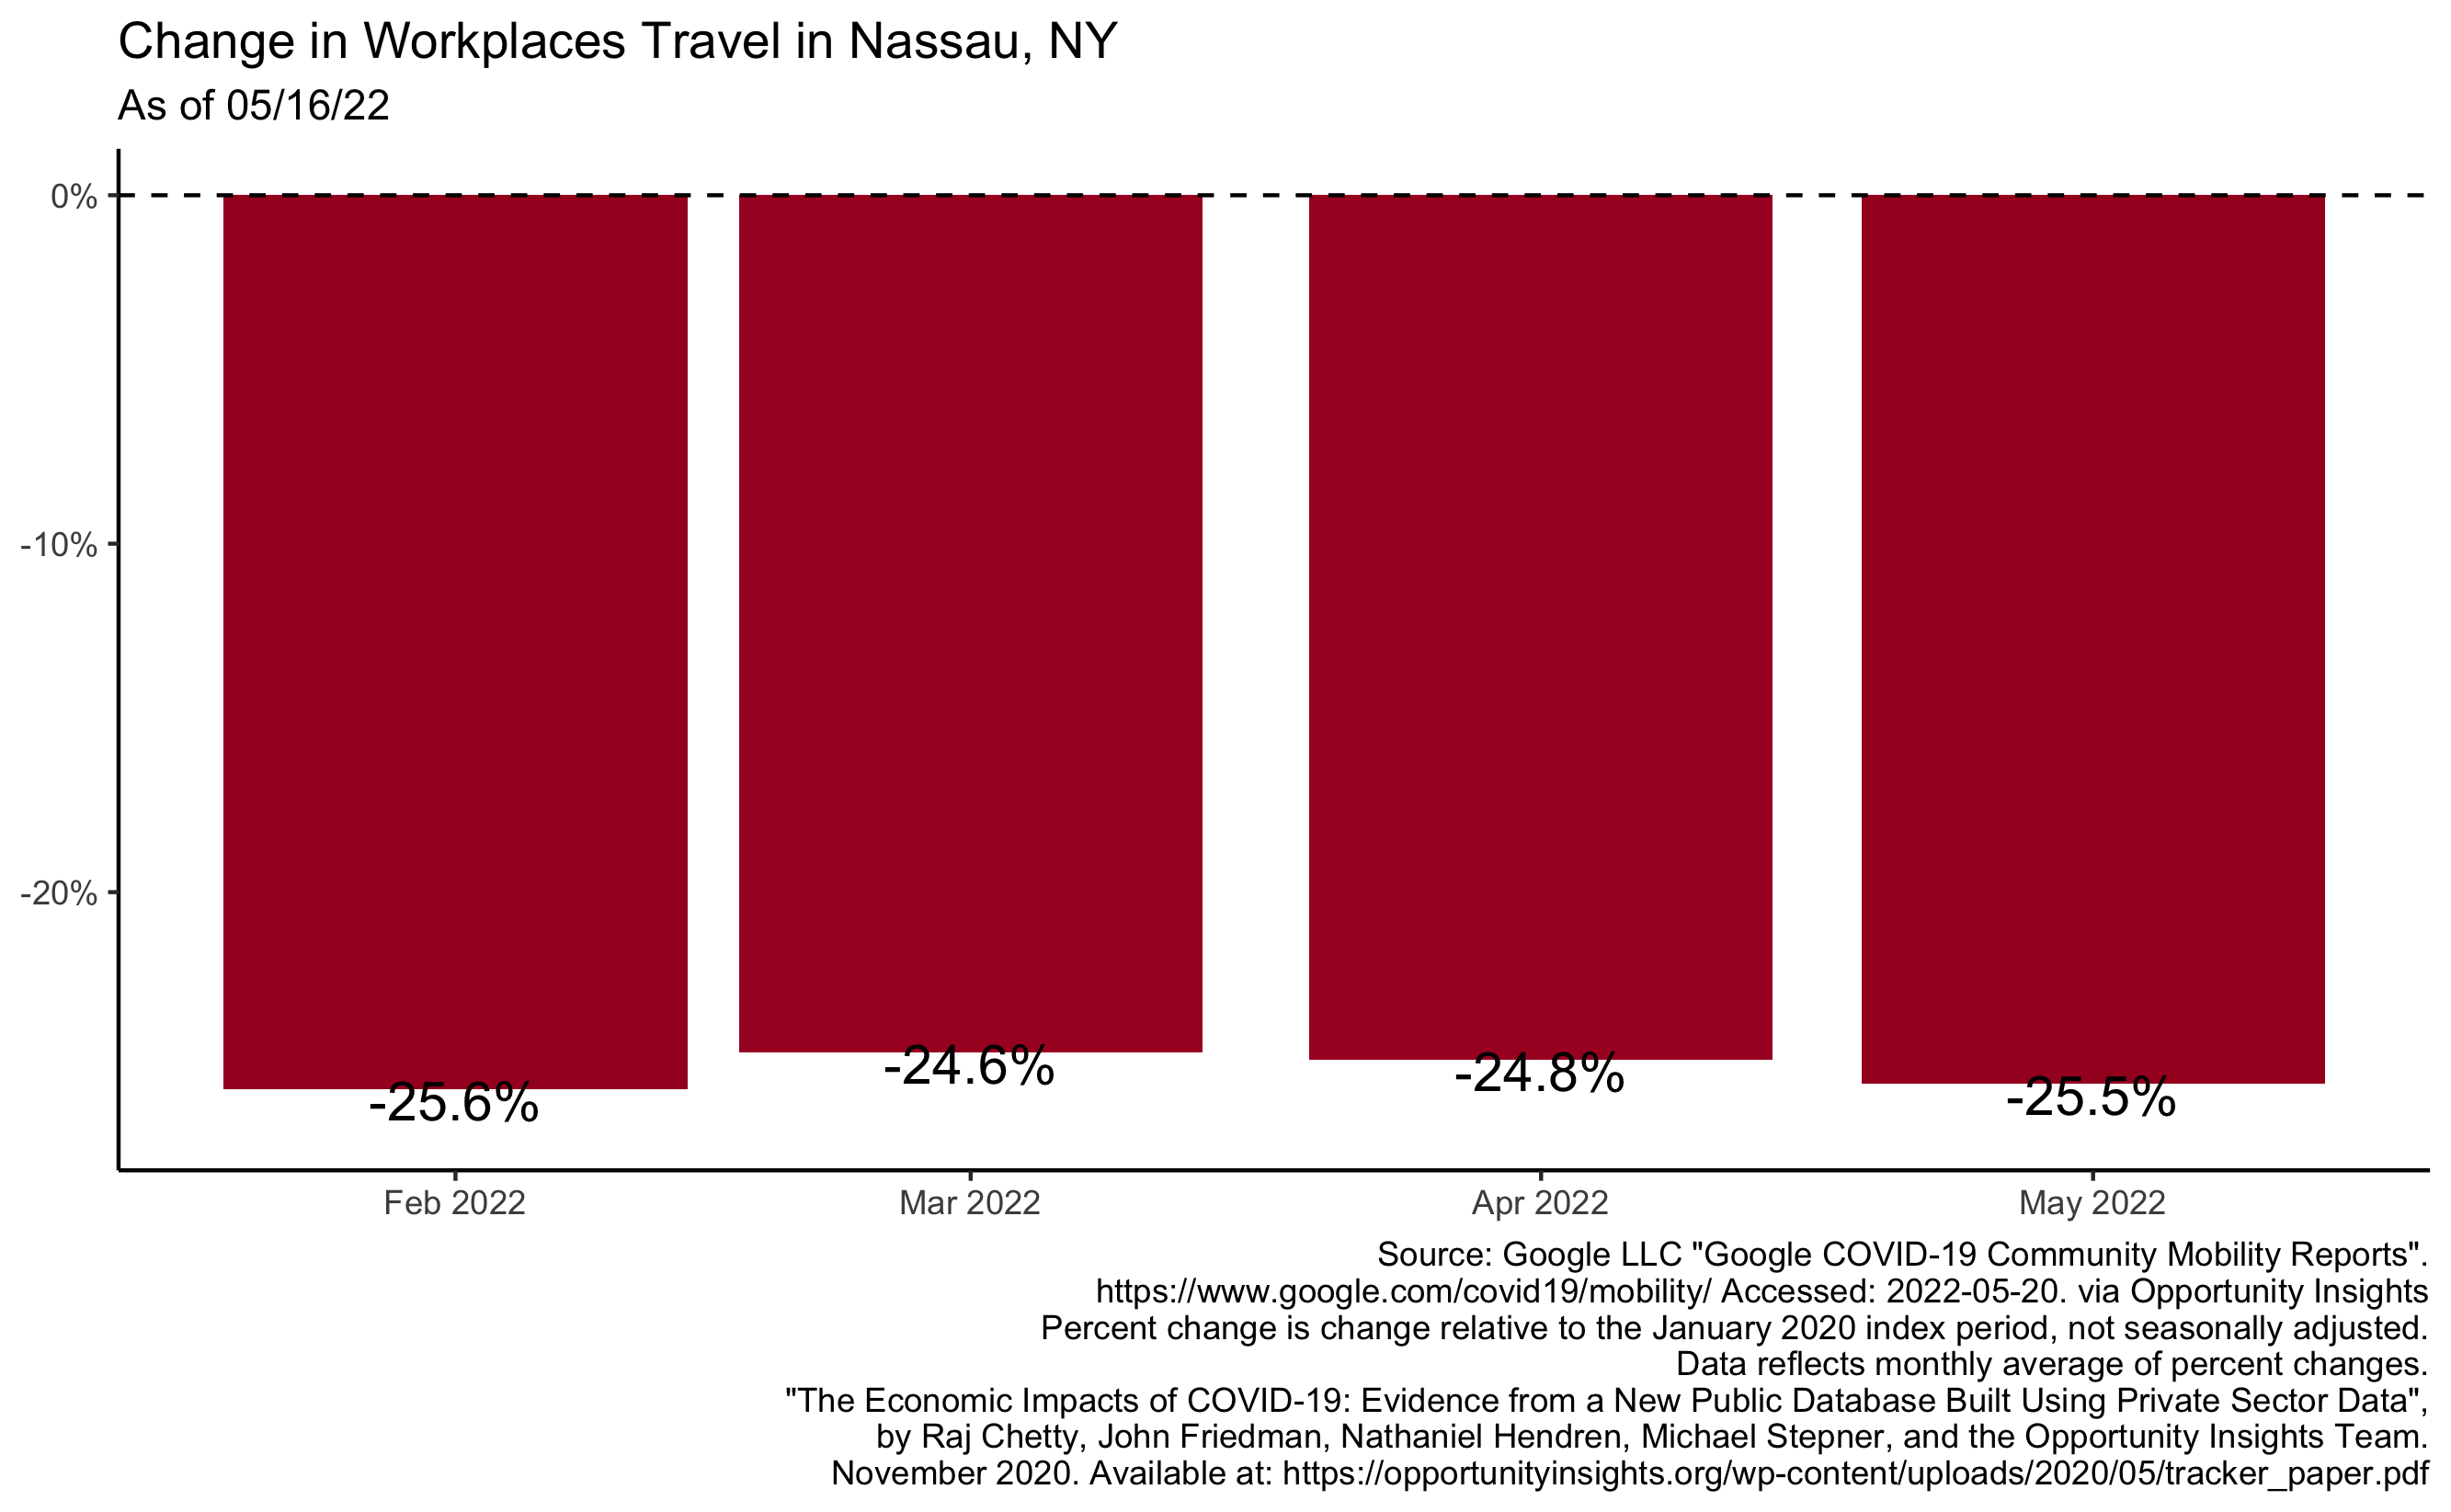 Change in Workplaces Travel in Nassau, NY
As of 05/16/22
0%
-10%
-20%
-25.6%
-24.6%
-24.8%
-25.5%
Feb 2022
Mar 2022
Apr 2022
May 2022
Source: Google LLC "Google COVID-19 Community Mobility Reports".
https://www.google.com/covid19/mobility/ Accessed: 2022-05-20. via Opportunity Insights
Percent change is change relative to the January 2020 index period, not seasonally adjusted.
Data reflects monthly average of percent changes.
"The Economic Impacts of COVID-19: Evidence from a New Public Database Built Using Private Sector Data",
by Raj Chetty, John Friedman, Nathaniel Hendren, Michael Stepner, and the Opportunity Insights Team.
November 2020. Available at: https://opportunityinsights.org/wp-content/uploads/2020/05/tracker_paper.pdf